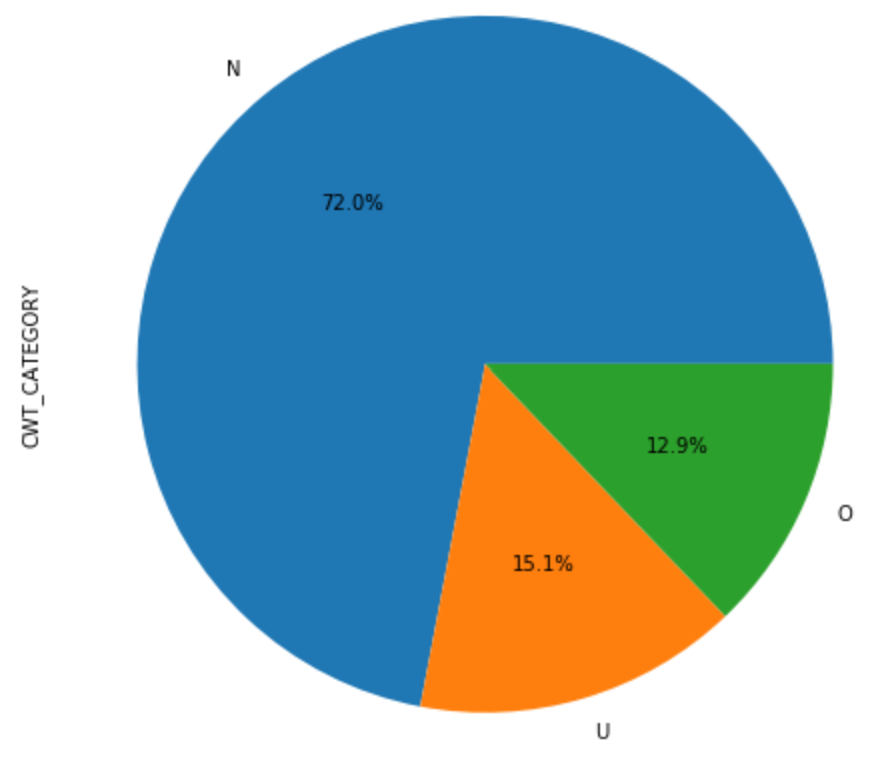 N
72.0%
CWT_CATEGORY
12.9%
O
15.1%
U